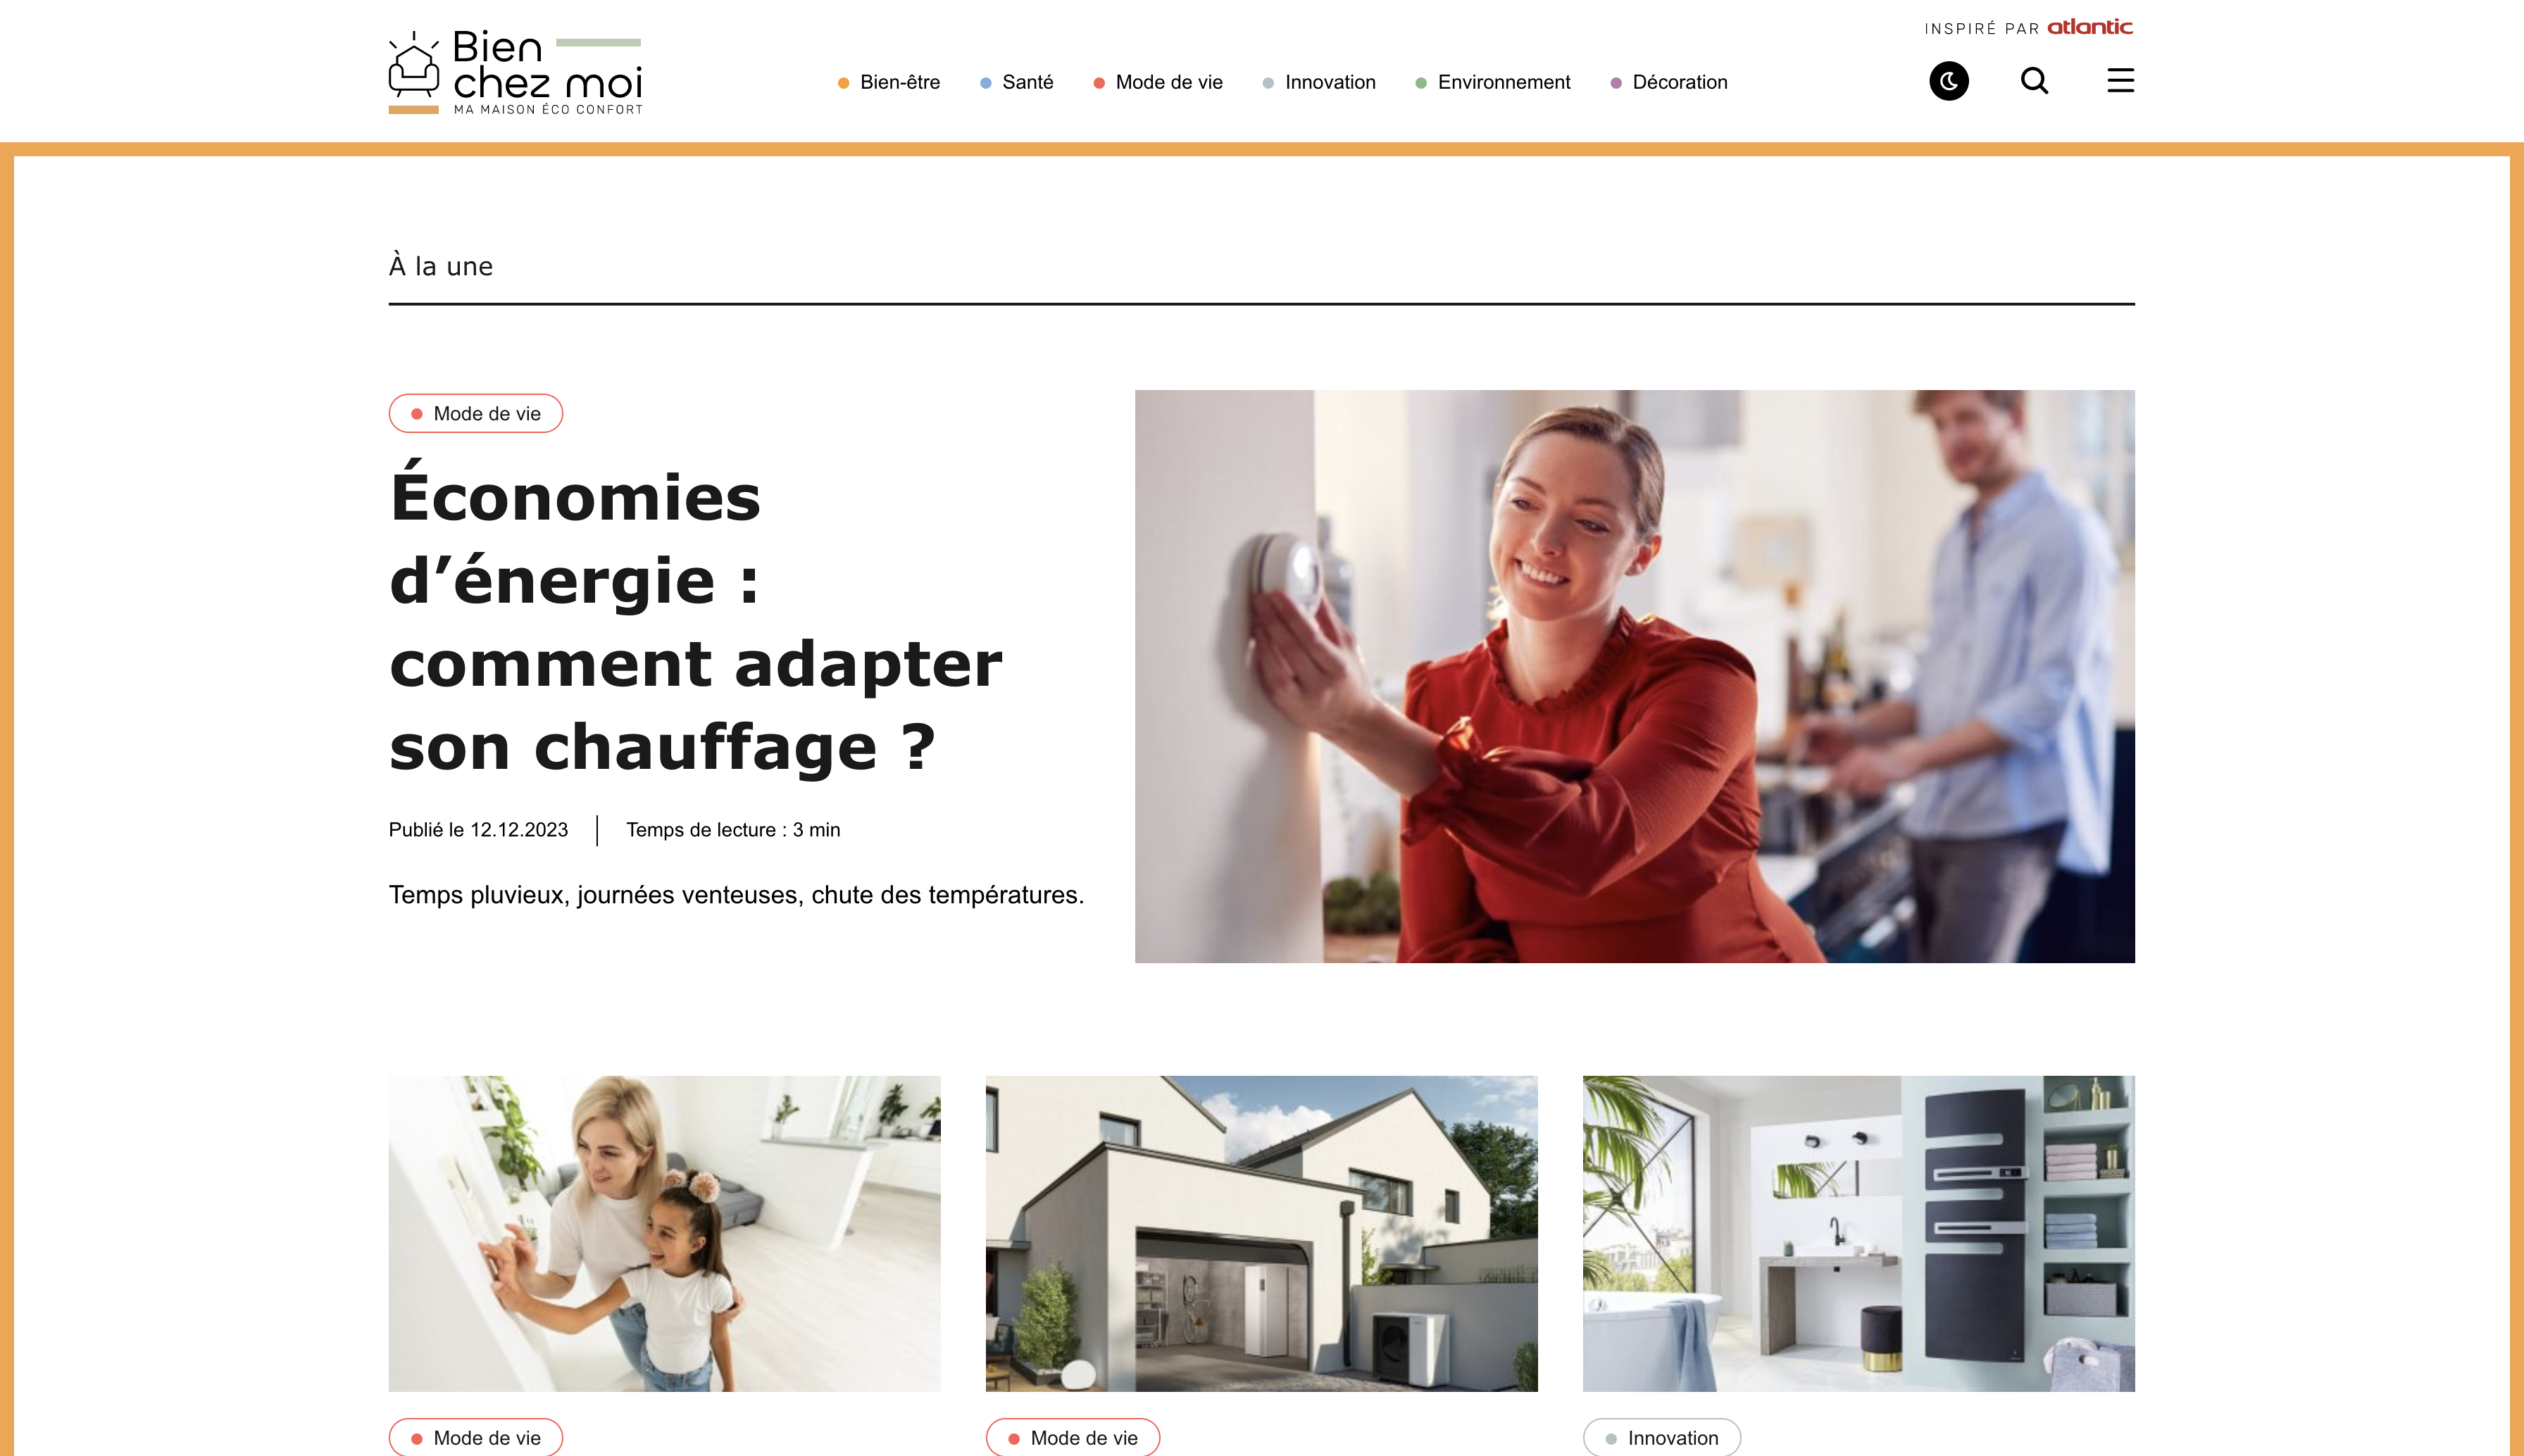 INSPIRÉ PAR atlantic
Bien
chez moi
MA MAISON ÉCO CONFORT
Bien-être
Santé
Mode de vie
Innovation
Environnement
Décoration
À la une
Mode de vie
Économies
d’énergie :
comment adapter
son chauffage ?
Publié le 12.12.2023
Temps de lecture : 3 min
Temps pluvieux, journées venteuses, chute des températures.
Mode de vie
Mode de vie
Innovation